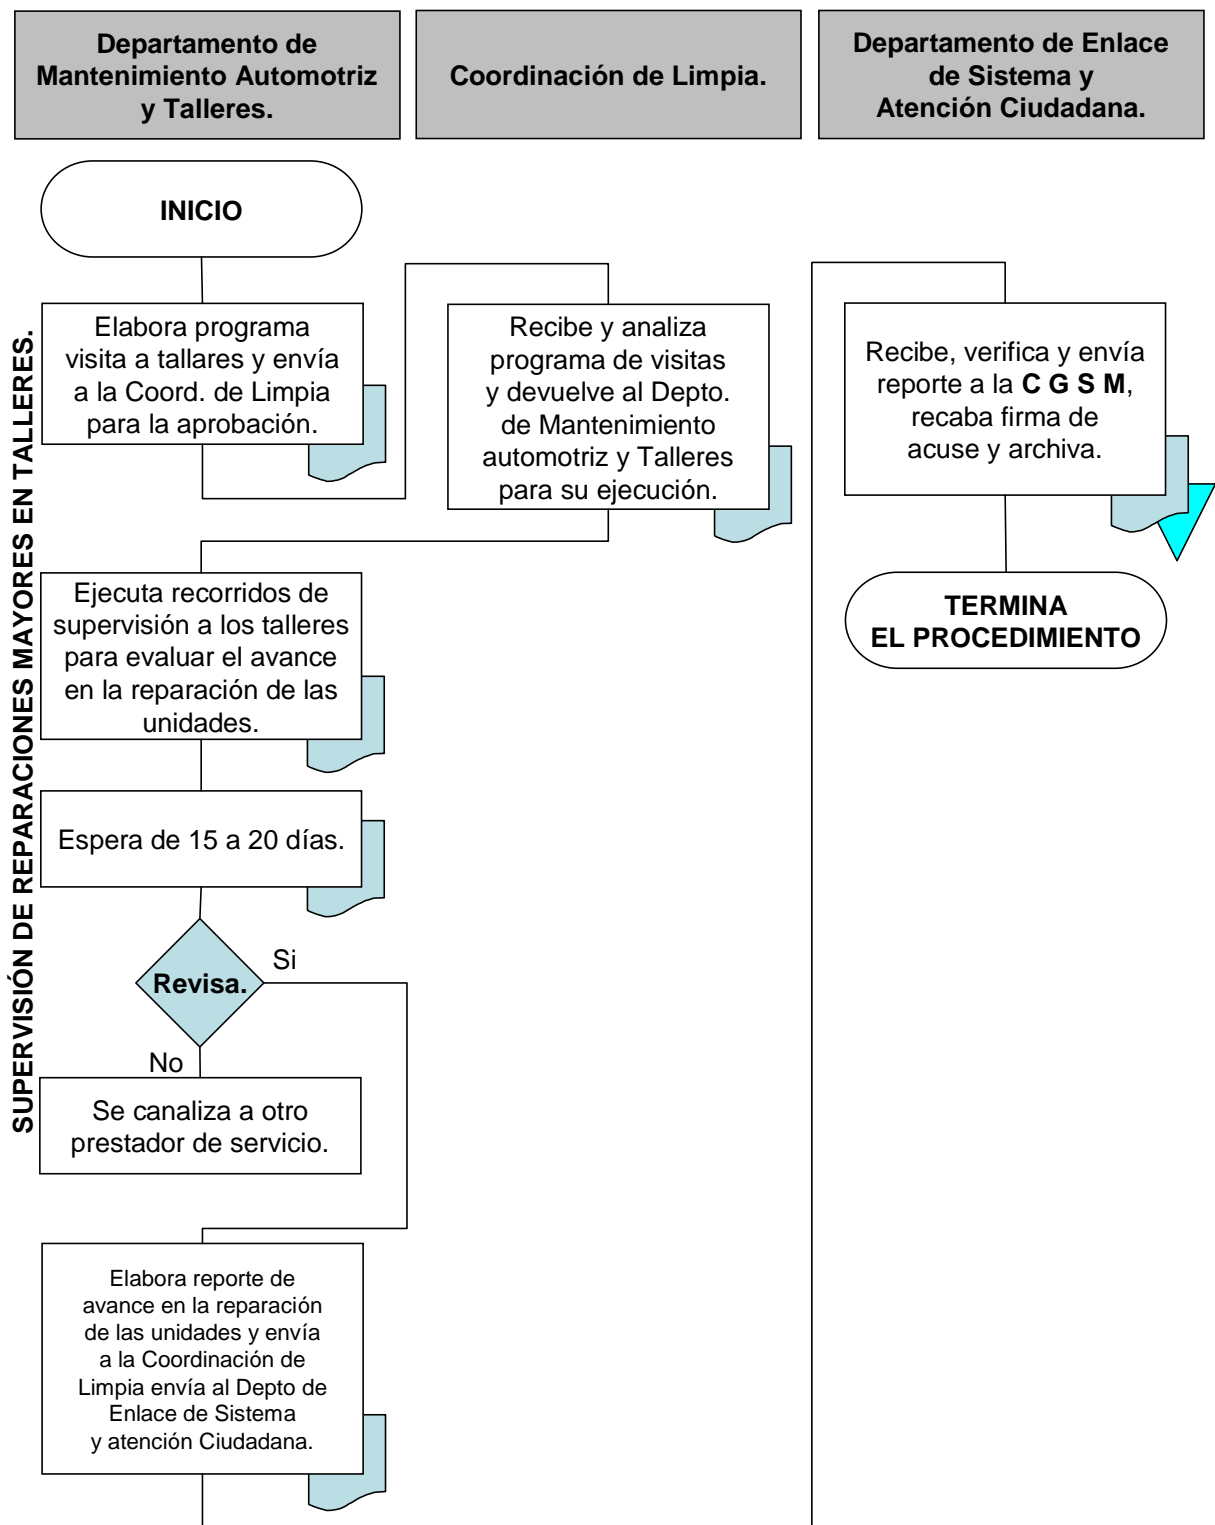 Departamento de
Mantenimiento Automotriz
y Talleres.
Coordinación de Limpia.
Departamento de Enlace
de Sistema y
Atención Ciudadana.
SUPERVISIÓN DE REPARACIONES MAYORES EN TALLERES.
INICIO
Elabora programa
visita a tallares y envía
a la Coord. de Limpia
para la aprobación.
Recibe y analiza
programa de visitas
y devuelve al Depto.
de Mantenimiento
automotriz y Talleres
para su ejecución.
Ejecuta recorridos de
supervisión a los talleres
para evaluar el avance
en la reparación de las
unidades.
Espera de 15 a 20 días.
Revisa.
Si
No
Se canaliza a otro
prestador de servicio.
Elabora reporte de
avance en la reparación
de las unidades y envía
a la Coordinación de
Limpia envía al Depto de
Enlace de Sistema
y atención Ciudadana.
Recibe, verifica y envía
reporte a la C G S M,
recaba firma de
acuse y archiva.
TERMINA
EL PROCEDIMIENTO